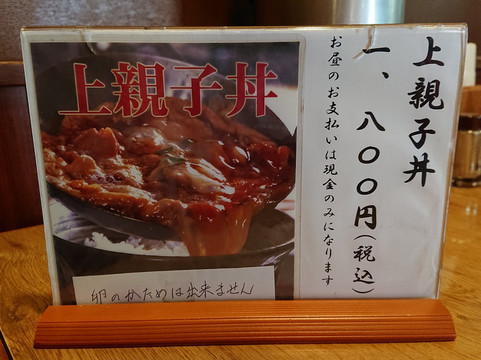 上親子丼
一、八〇〇円(税込)
お昼のお支払いは現金のみになります
上親子丼
卵のかためは出来ません